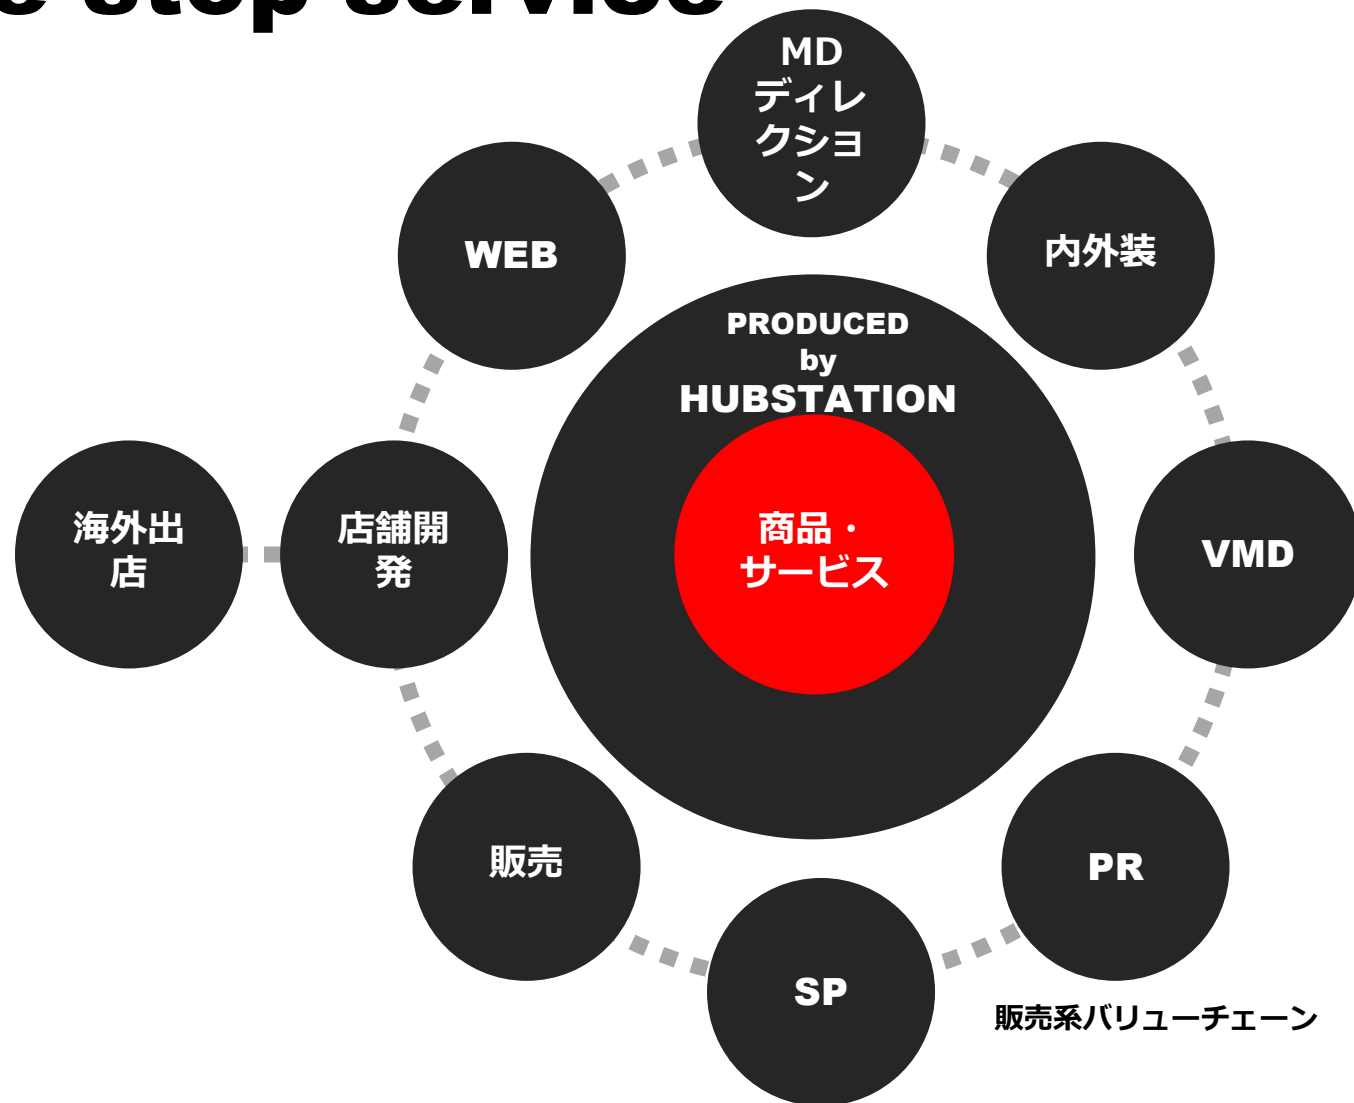 e stop service
MD
ディレ
クショ
ン
WEB
内外装
PRODUCED
by
HUBSTATION
海外出
店
店舗開
発
商品・
サービス
VMD
販売
PR
SP
販売系バリューチェーン